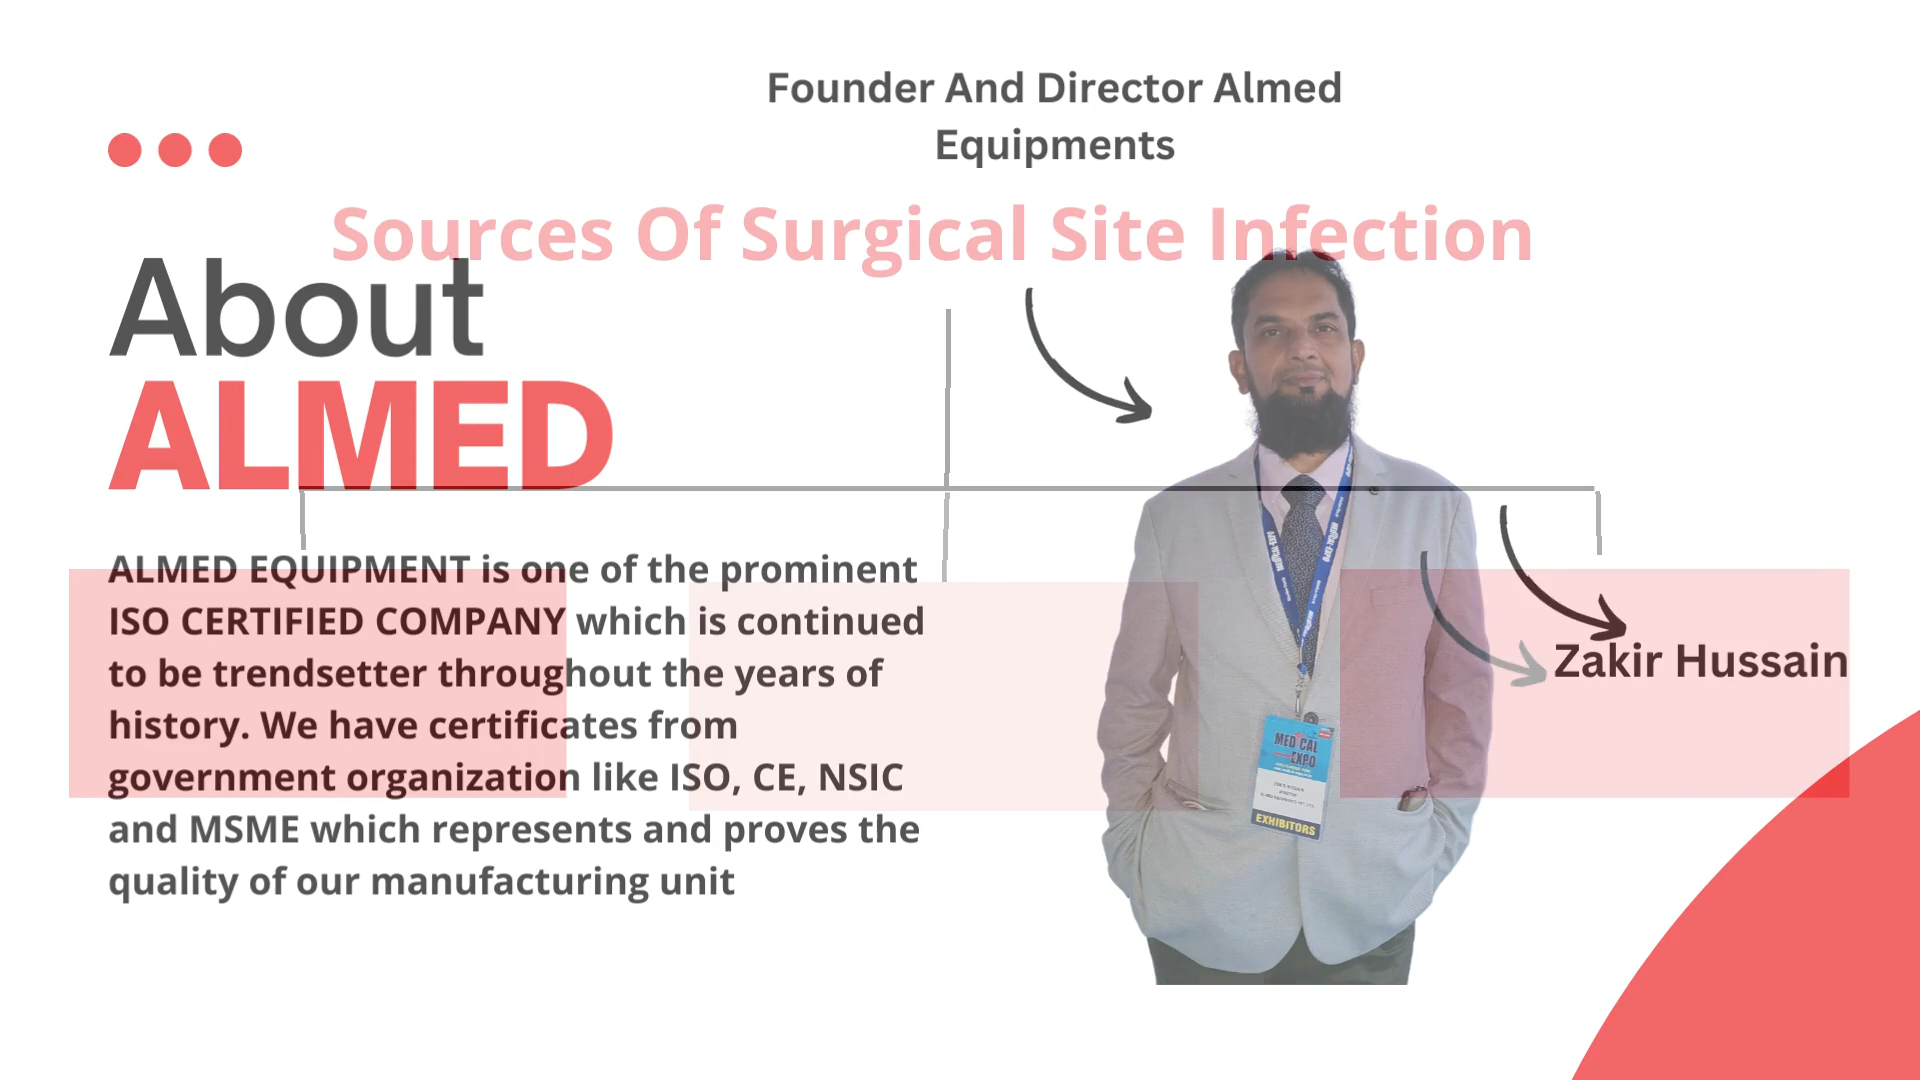 Founder And Director Almed
Equipments
Sources Of Surgical Site Infection
About
ALMED
ALMED EQUIPMENT is one of the prominent
ISO CERTIFIED COMPANY which is continued
to be trendsetter throughout the years of
history. We have certificates from
government organization like ISO, CE, NSIC
and MSME which represents and proves the
quality of our manufacturing unit
Zakir Hussain
MEDICAL
EXPO
EXHIBITORS